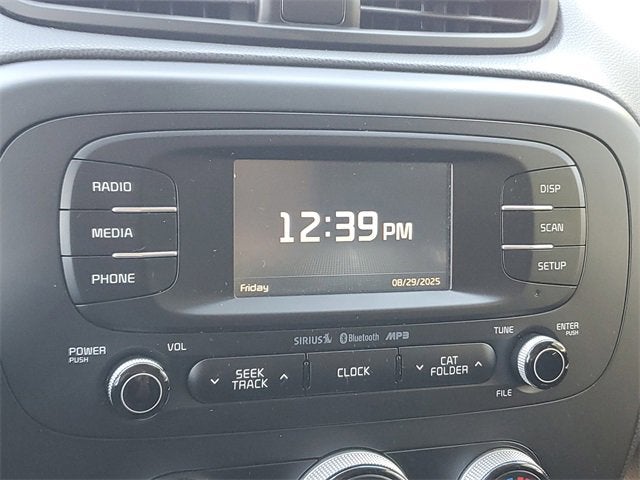 RADIO
MEDIA
PHONE
12:39 PM
Friday 08/29/2025
DISP
SCAN
SETUP
SIRIUS Bluetooth MP3
POWER
PUSH
VOL
SEEK
TRACK
CLOCK
CAT
FOLDER
TUNE
FILE
ENTER
PUSH